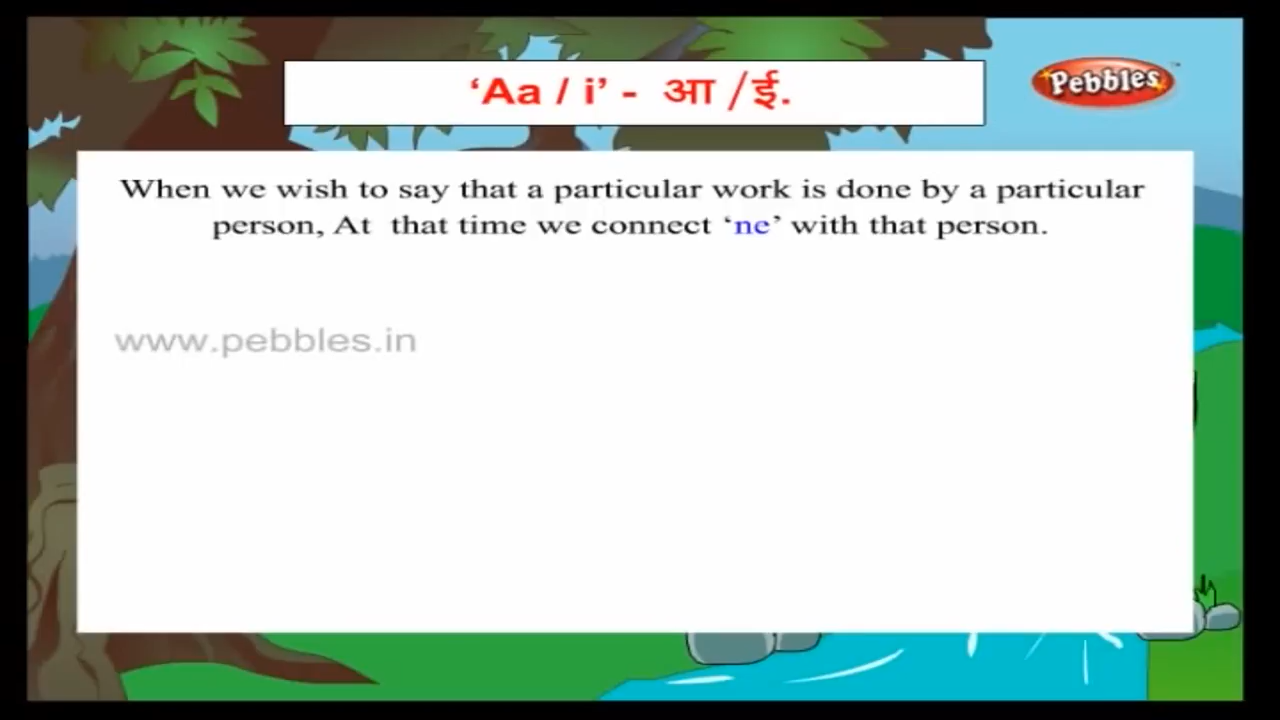 ‘Aa / i’ - आ /ई.
Pebbles
When we wish to say that a particular work is done by a particular
person, At that time we connect ‘ne’ with that person.
www.pebbles.in